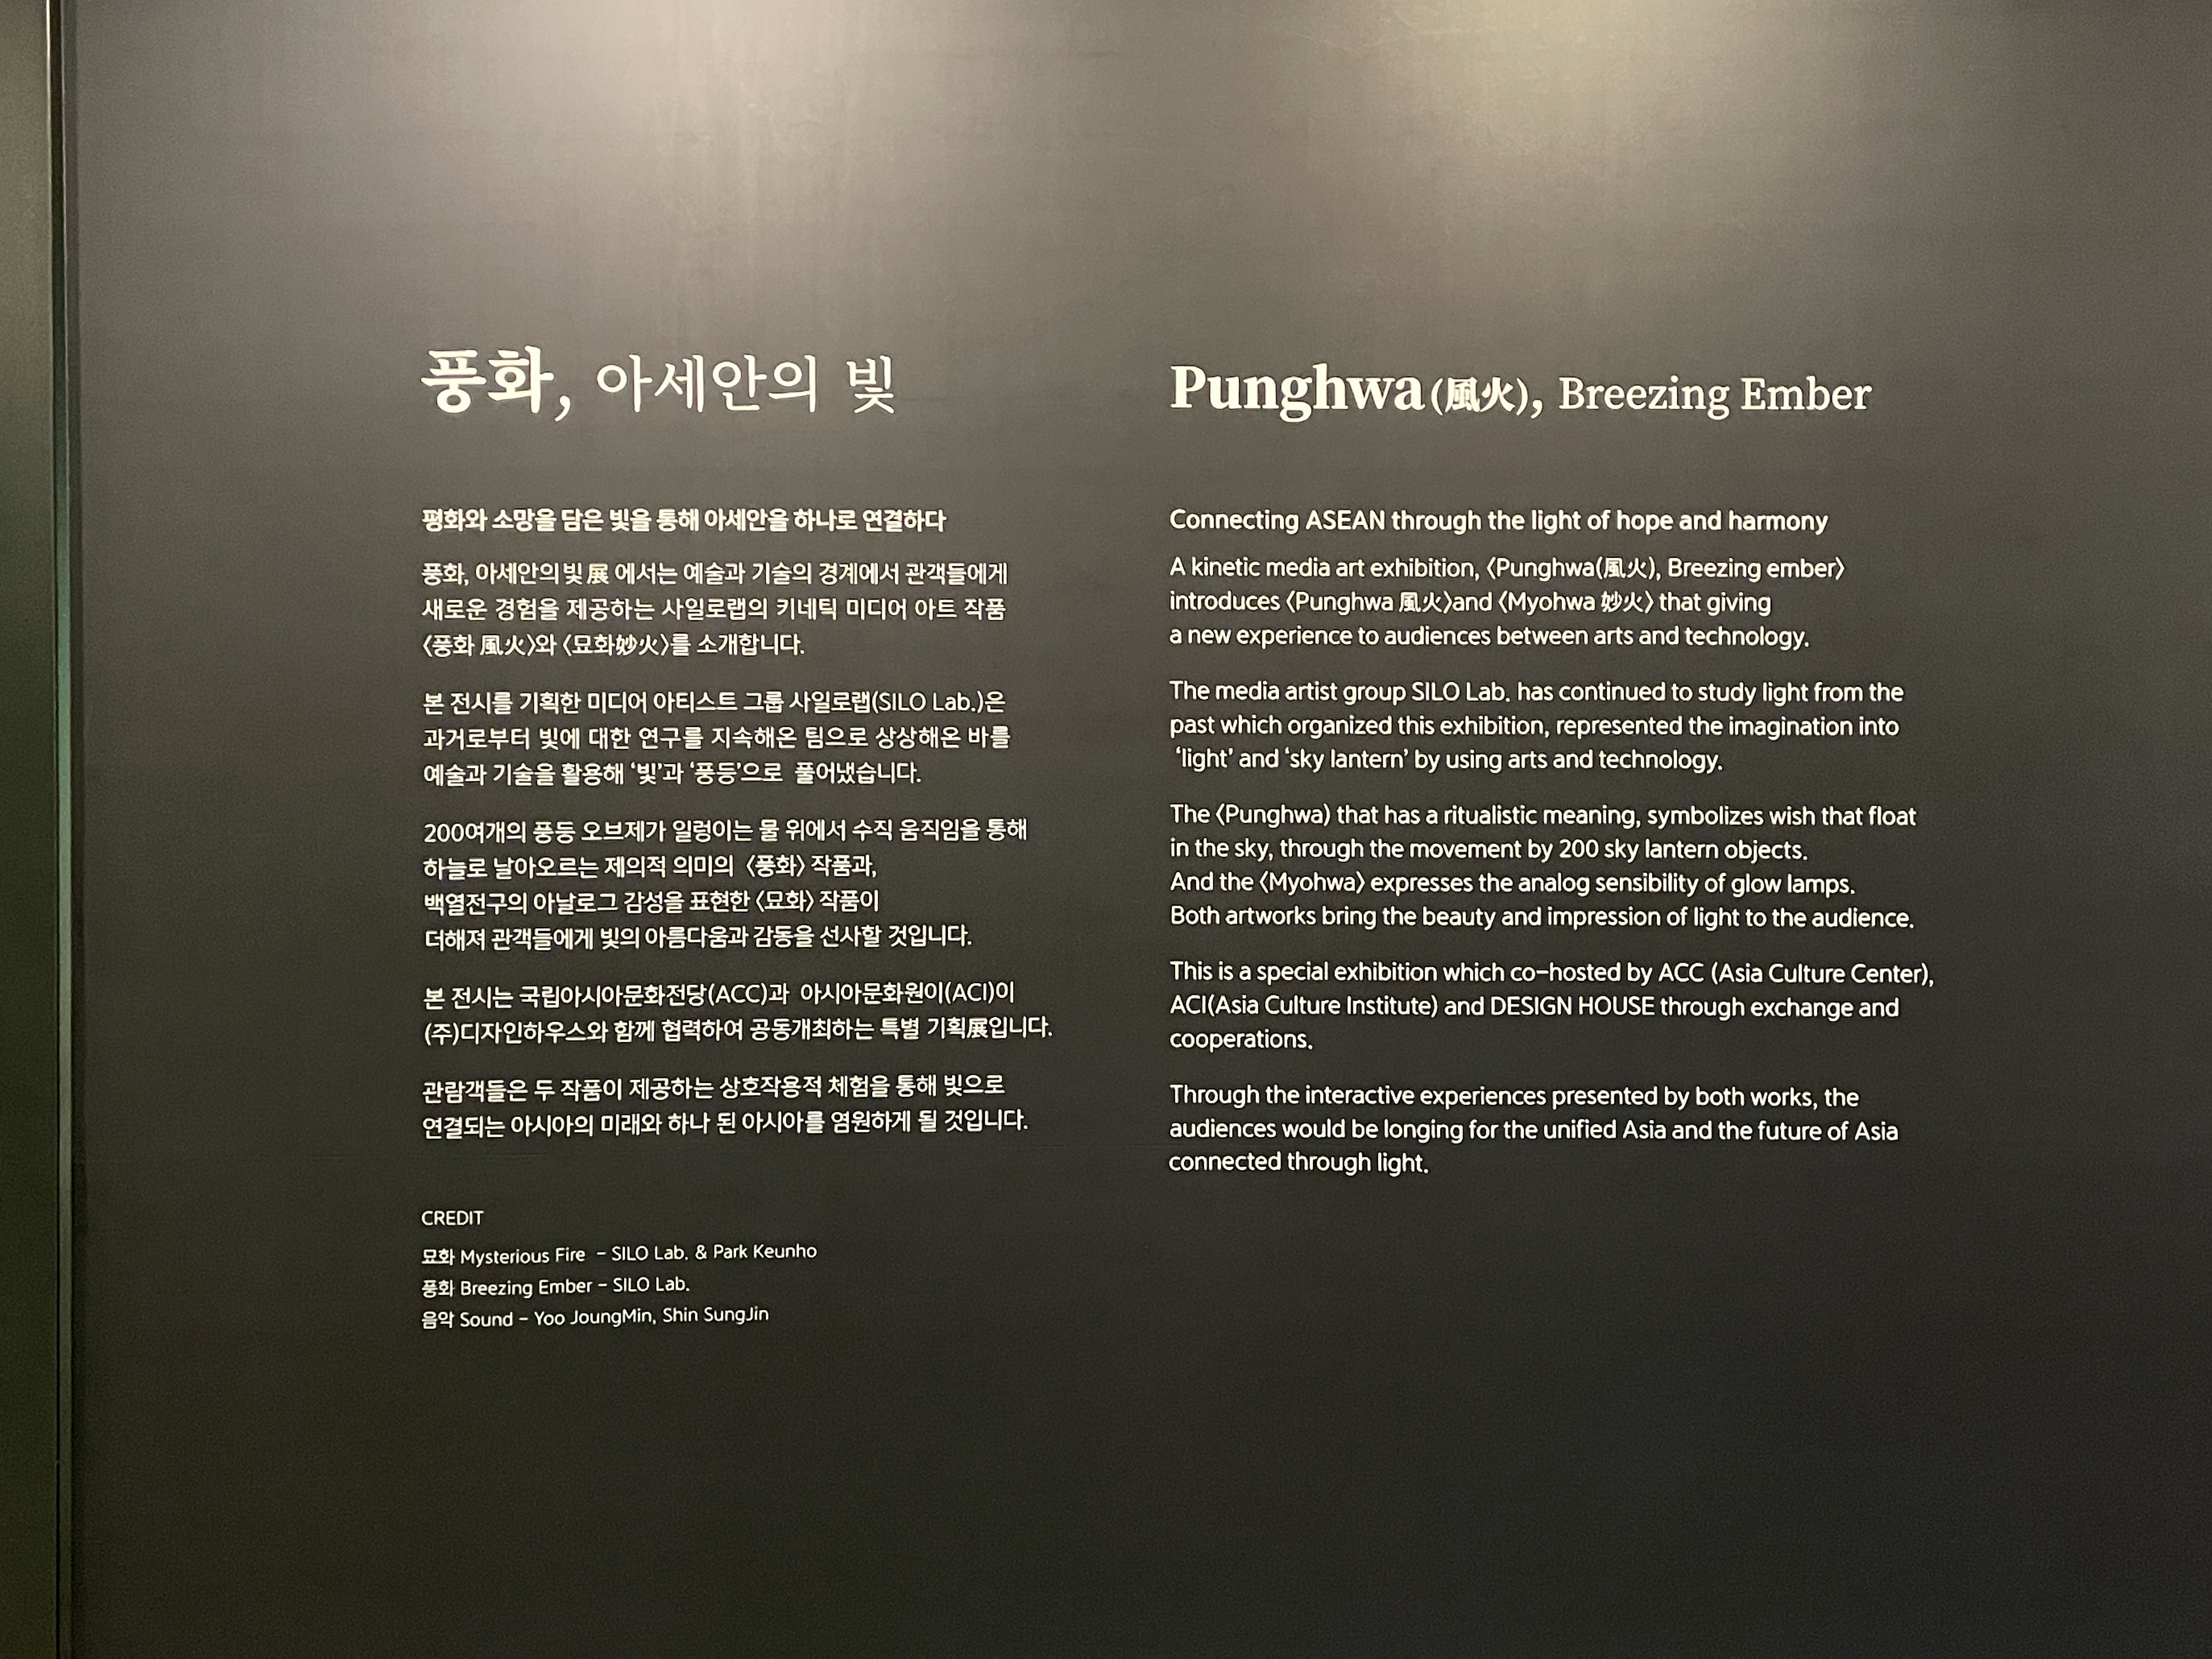 풍화, 아세안의 빛
평화와 소망을 담은 빛을 통해 아세안을 하나로 연결하다
풍화, 아세안의 빛 展 에서는 예술과 기술의 경계에서 관객들에게
새로운 경험을 제공하는 사일로랩의 키네틱 미디어 아트 작품
〈풍화 風火〉와 〈묘화妙火〉를 소개합니다.
본 전시를 기획한 미디어 아티스트 그룹 사일로랩(SILO Lab.)은
과거로부터 빛에 대한 연구를 지속해온 팀으로 상상해온 바를
예술과 기술을 활용해 ‘빛’과 ‘풍등’으로 풀어냈습니다.
200여개의 풍등 오브제가 일렁이는 물 위에서 수직 움직임을 통해
하늘로 날아오르는 제의적 의미의 〈풍화〉 작품과,
백열전구의 아날로그 감성을 표현한 〈묘화〉 작품이
더해져 관객들에게 빛의 아름다움과 감동을 선사할 것입니다.
본 전시는 국립아시아문화전당(ACC)과 아시아문화원이(ACI)이
(주)디자인하우스와 함께 협력하여 공동개최하는 특별 기획展입니다.
관람객들은 두 작품이 제공하는 상호작용적 체험을 통해 빛으로
연결되는 아시아의 미래와 하나 된 아시아를 염원하게 될 것입니다.
CREDIT
묘화 Mysterious Fire - SILO Lab. & Park Keunho
풍화 Breezing Ember - SILO Lab.
음악 Sound - Yoo JoungMin, Shin SungJin
Punghwa(風火), Breezing Ember
Connecting ASEAN through the light of hope and harmony
A kinetic media art exhibition, 〈Punghwa(風火), Breezing ember〉
introduces 〈Punghwa 風火〉and 〈Myohwa 妙火〉 that giving
a new experience to audiences between arts and technology.
The media artist group SILO Lab. has continued to study light from the
past which organized this exhibition, represented the imagination into
‘light’ and ‘sky lantern’ by using arts and technology.
The 〈Punghwa) that has a ritualistic meaning, symbolizes wish that float
in the sky, through the movement by 200 sky lantern objects.
And the 〈Myohwa〉 expresses the analog sensibility of glow lamps.
Both artworks bring the beauty and impression of light to the audience.
This is a special exhibition which co-hosted by ACC (Asia Culture Center),
ACI(Asia Culture Institute) and DESIGN HOUSE through exchange and
cooperations.
Through the interactive experiences presented by both works, the
audiences would be longing for the unified Asia and the future of Asia
connected through light.